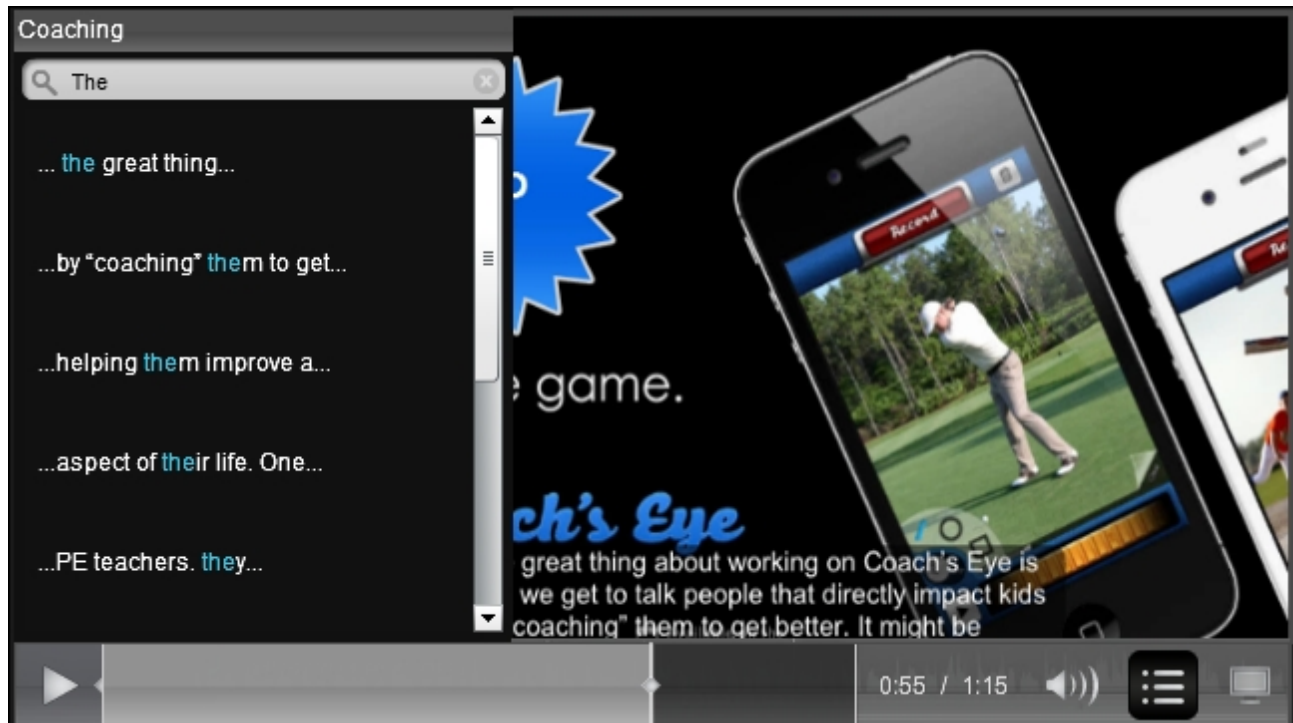 Coaching
The
... the great thing...
...by “coaching” them to get...
...helping them improve a...
...aspect of their life. One...
...PE teachers. they...
game.
ch's Eye
great thing about working on Coach's Eye is
we get to talk people that directly impact kids
coaching” them to get better. It might be
Record
0:55 / 1:15